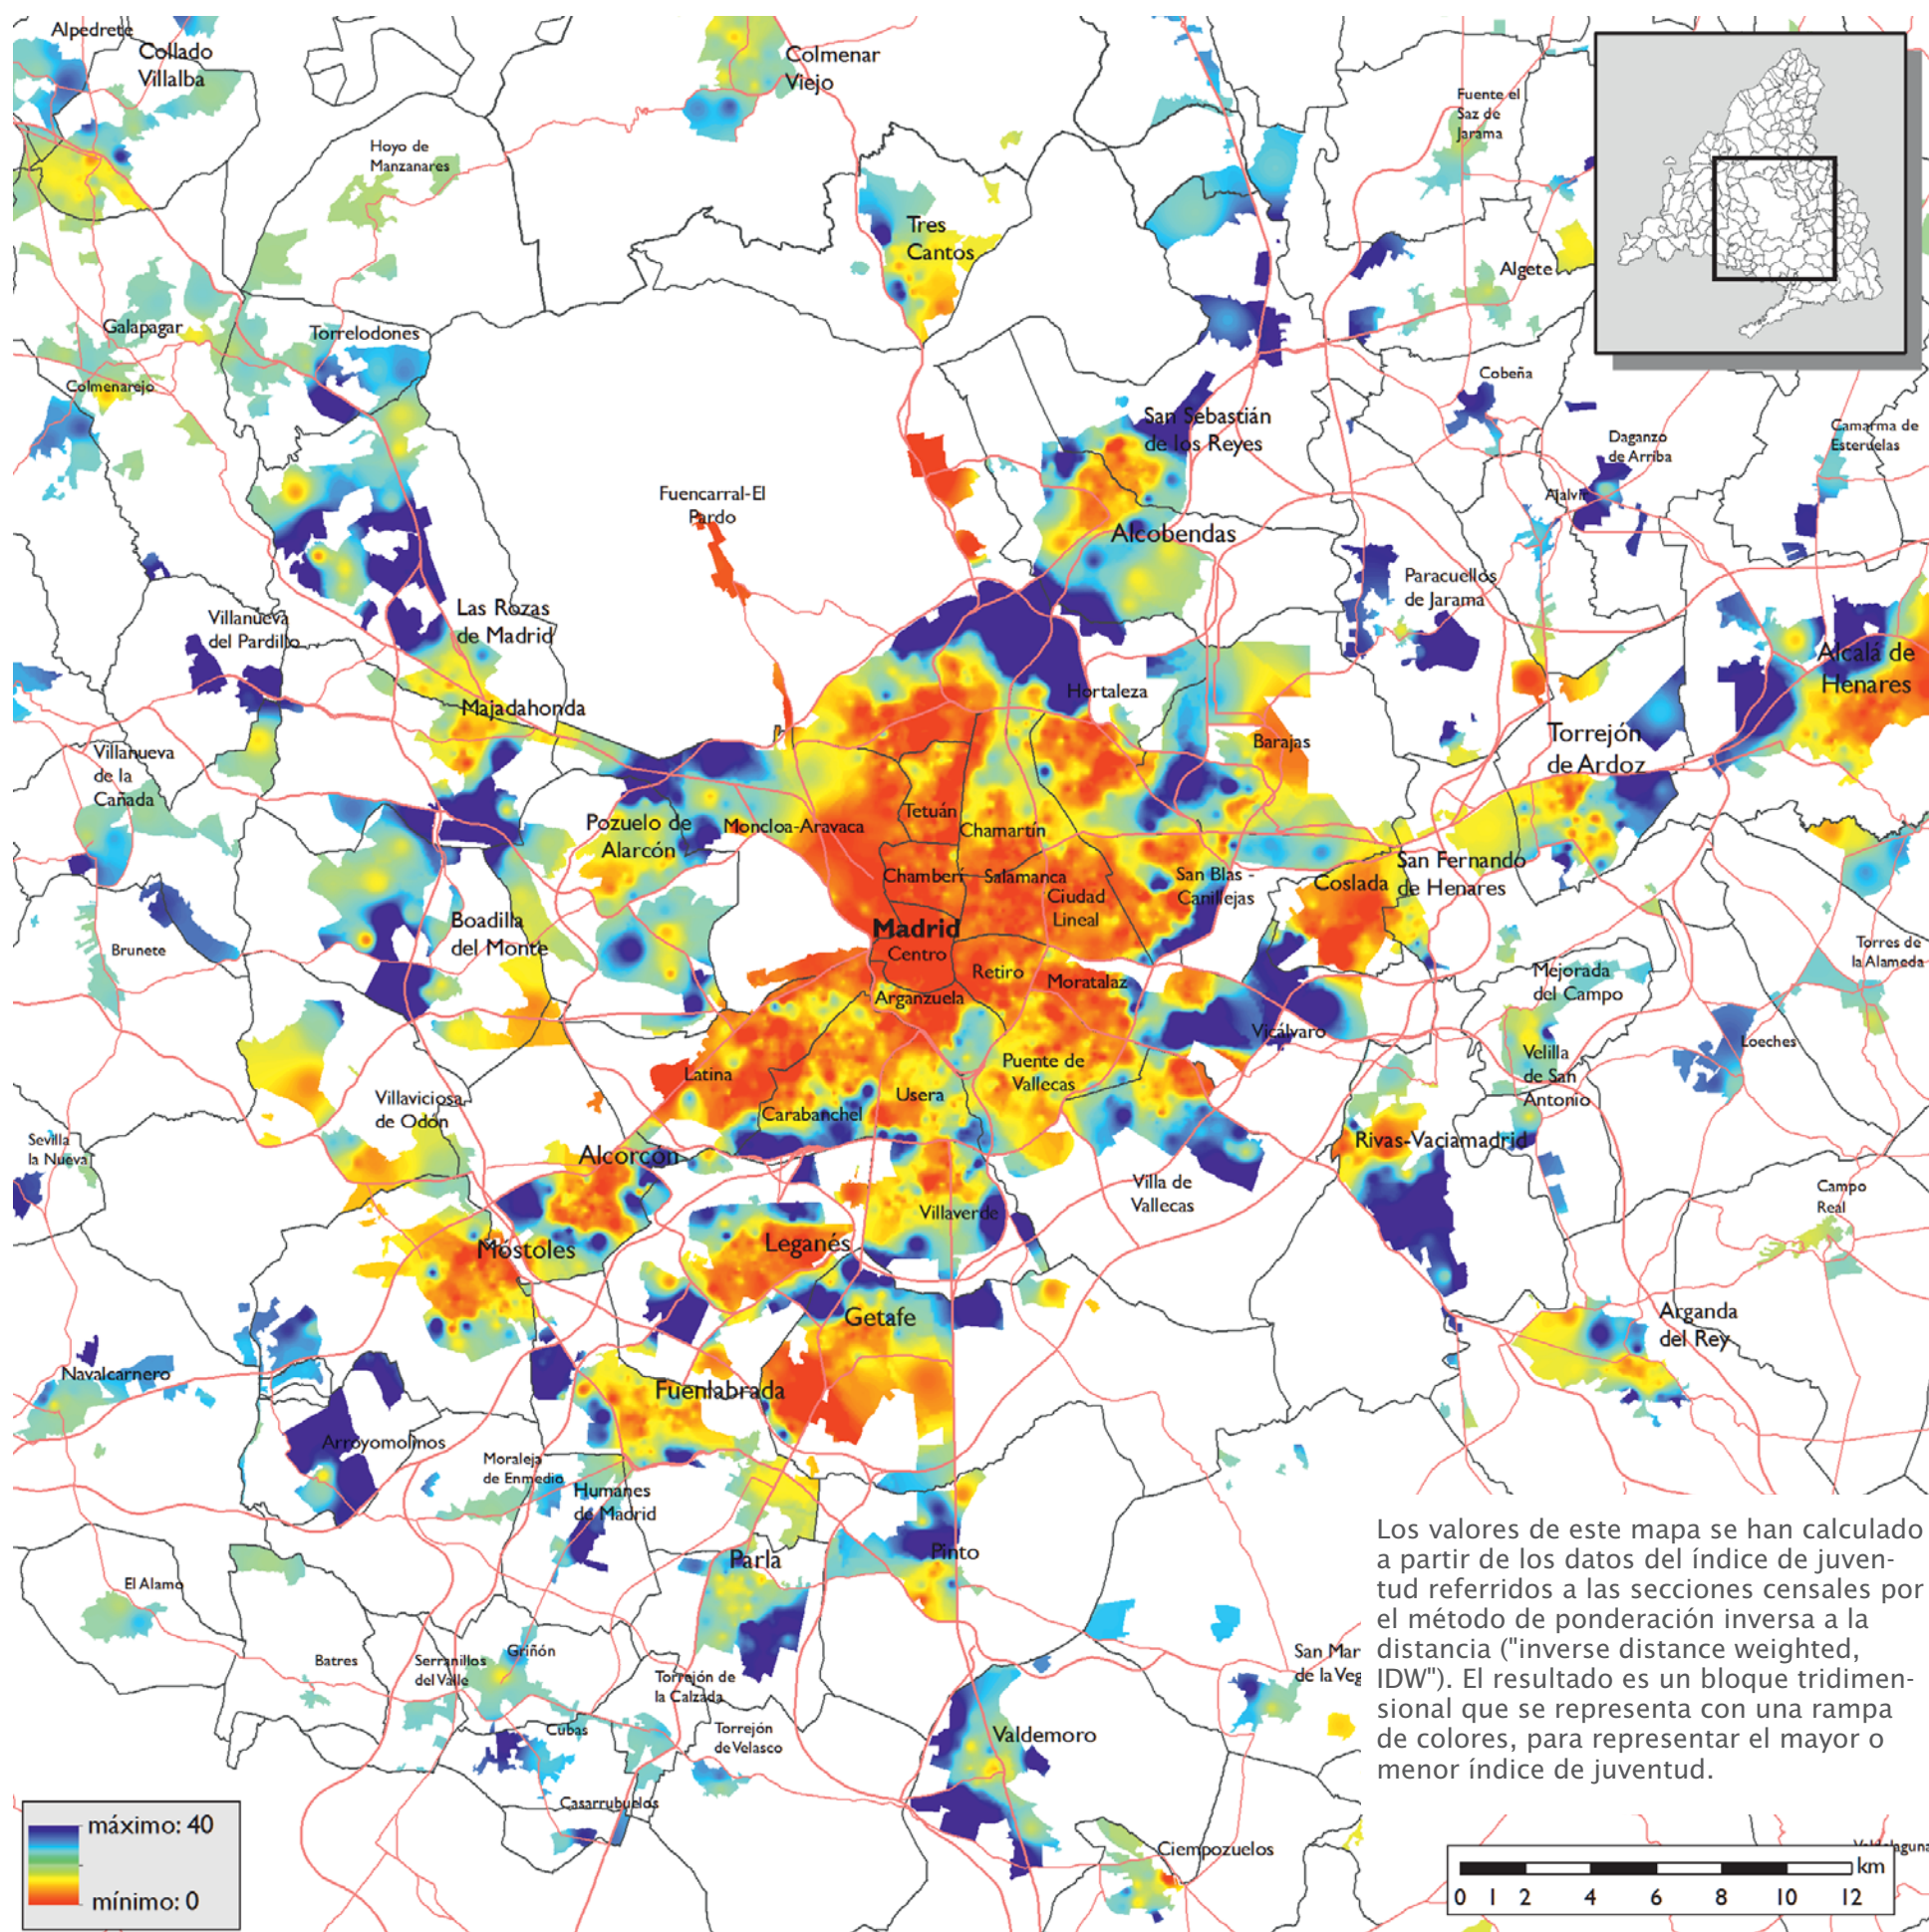 Alpedrete
Collado
Villalba
Colmenar
Viejo
Hoyo de
Manzanares
Fuente el
Saz de
Jarama
Tres
Cantos
Algete
Galapagar
Torrelodones
Colmenarejo
Cobeña
San Sebastián
de los Reyes
Daganzo
de Arriba
Camarma de
Esteruelas
Ajalvir
Fuencarral-El
Pardo
Alcobendas
Paracuellos
de Jarama
Las Rozas
de Madrid
Villanueva
del Pardillo
Alcalá de
Henares
Hortaleza
Majadahonda
Barajas
Torrejón
de Ardoz
Villanueva
de la
Cañada
Tetuán
Chamartín
Pozuelo de
Alarcón
Moncloa-Aravaca
San Fernando
de Henares
Chamberí
Salamanca
San Blas -
Canillejas
Coslada
Ciudad
Lineal
Boadilla
del Monte
Madrid
Centro
Brunete
Torres de
la Alameda
Retiro
Moratalaz
Mejorada
del Campo
Arganzuela
Vicálvaro
Loeches
Puente de
Vallecas
Velilla
de San
Antonio
Latina
Usera
Carabanchel
Villaviciosa
de Odón
Sevilla
la Nueva
Alcorcón
Rivas-Vaciamadrid
Villa de
Vallecas
Campo
Real
Villaverde
Móstoles
Leganés
Getafe
Arganda
del Rey
Navalcarnero
Fuenlabrada
Arroyomolinos
Moraleja
de Enmedio
Humanes
de Madrid
Parla
Pinto
El Alamo
Batres
Serranillos
del Valle
Griñón
Torrejón de
la Calzada
San Mar
de la Veg
Cubas
Torrejón
de Velasco
Valdemoro
Casarrubuelos
Ciempozuelos
Los valores de este mapa se han calculado
a partir de los datos del índice de juven-
tud referridos a las secciones censales por
el método de ponderación inversa a la
distancia ("inverse distance weighted,
IDW"). El resultado es un bloque tridimen-
sional que se representa con una rampa
de colores, para representar el mayor o
menor índice de juventud.
máximo: 40
mínimo: 0
km
0 1 2 4 6 8 10 12